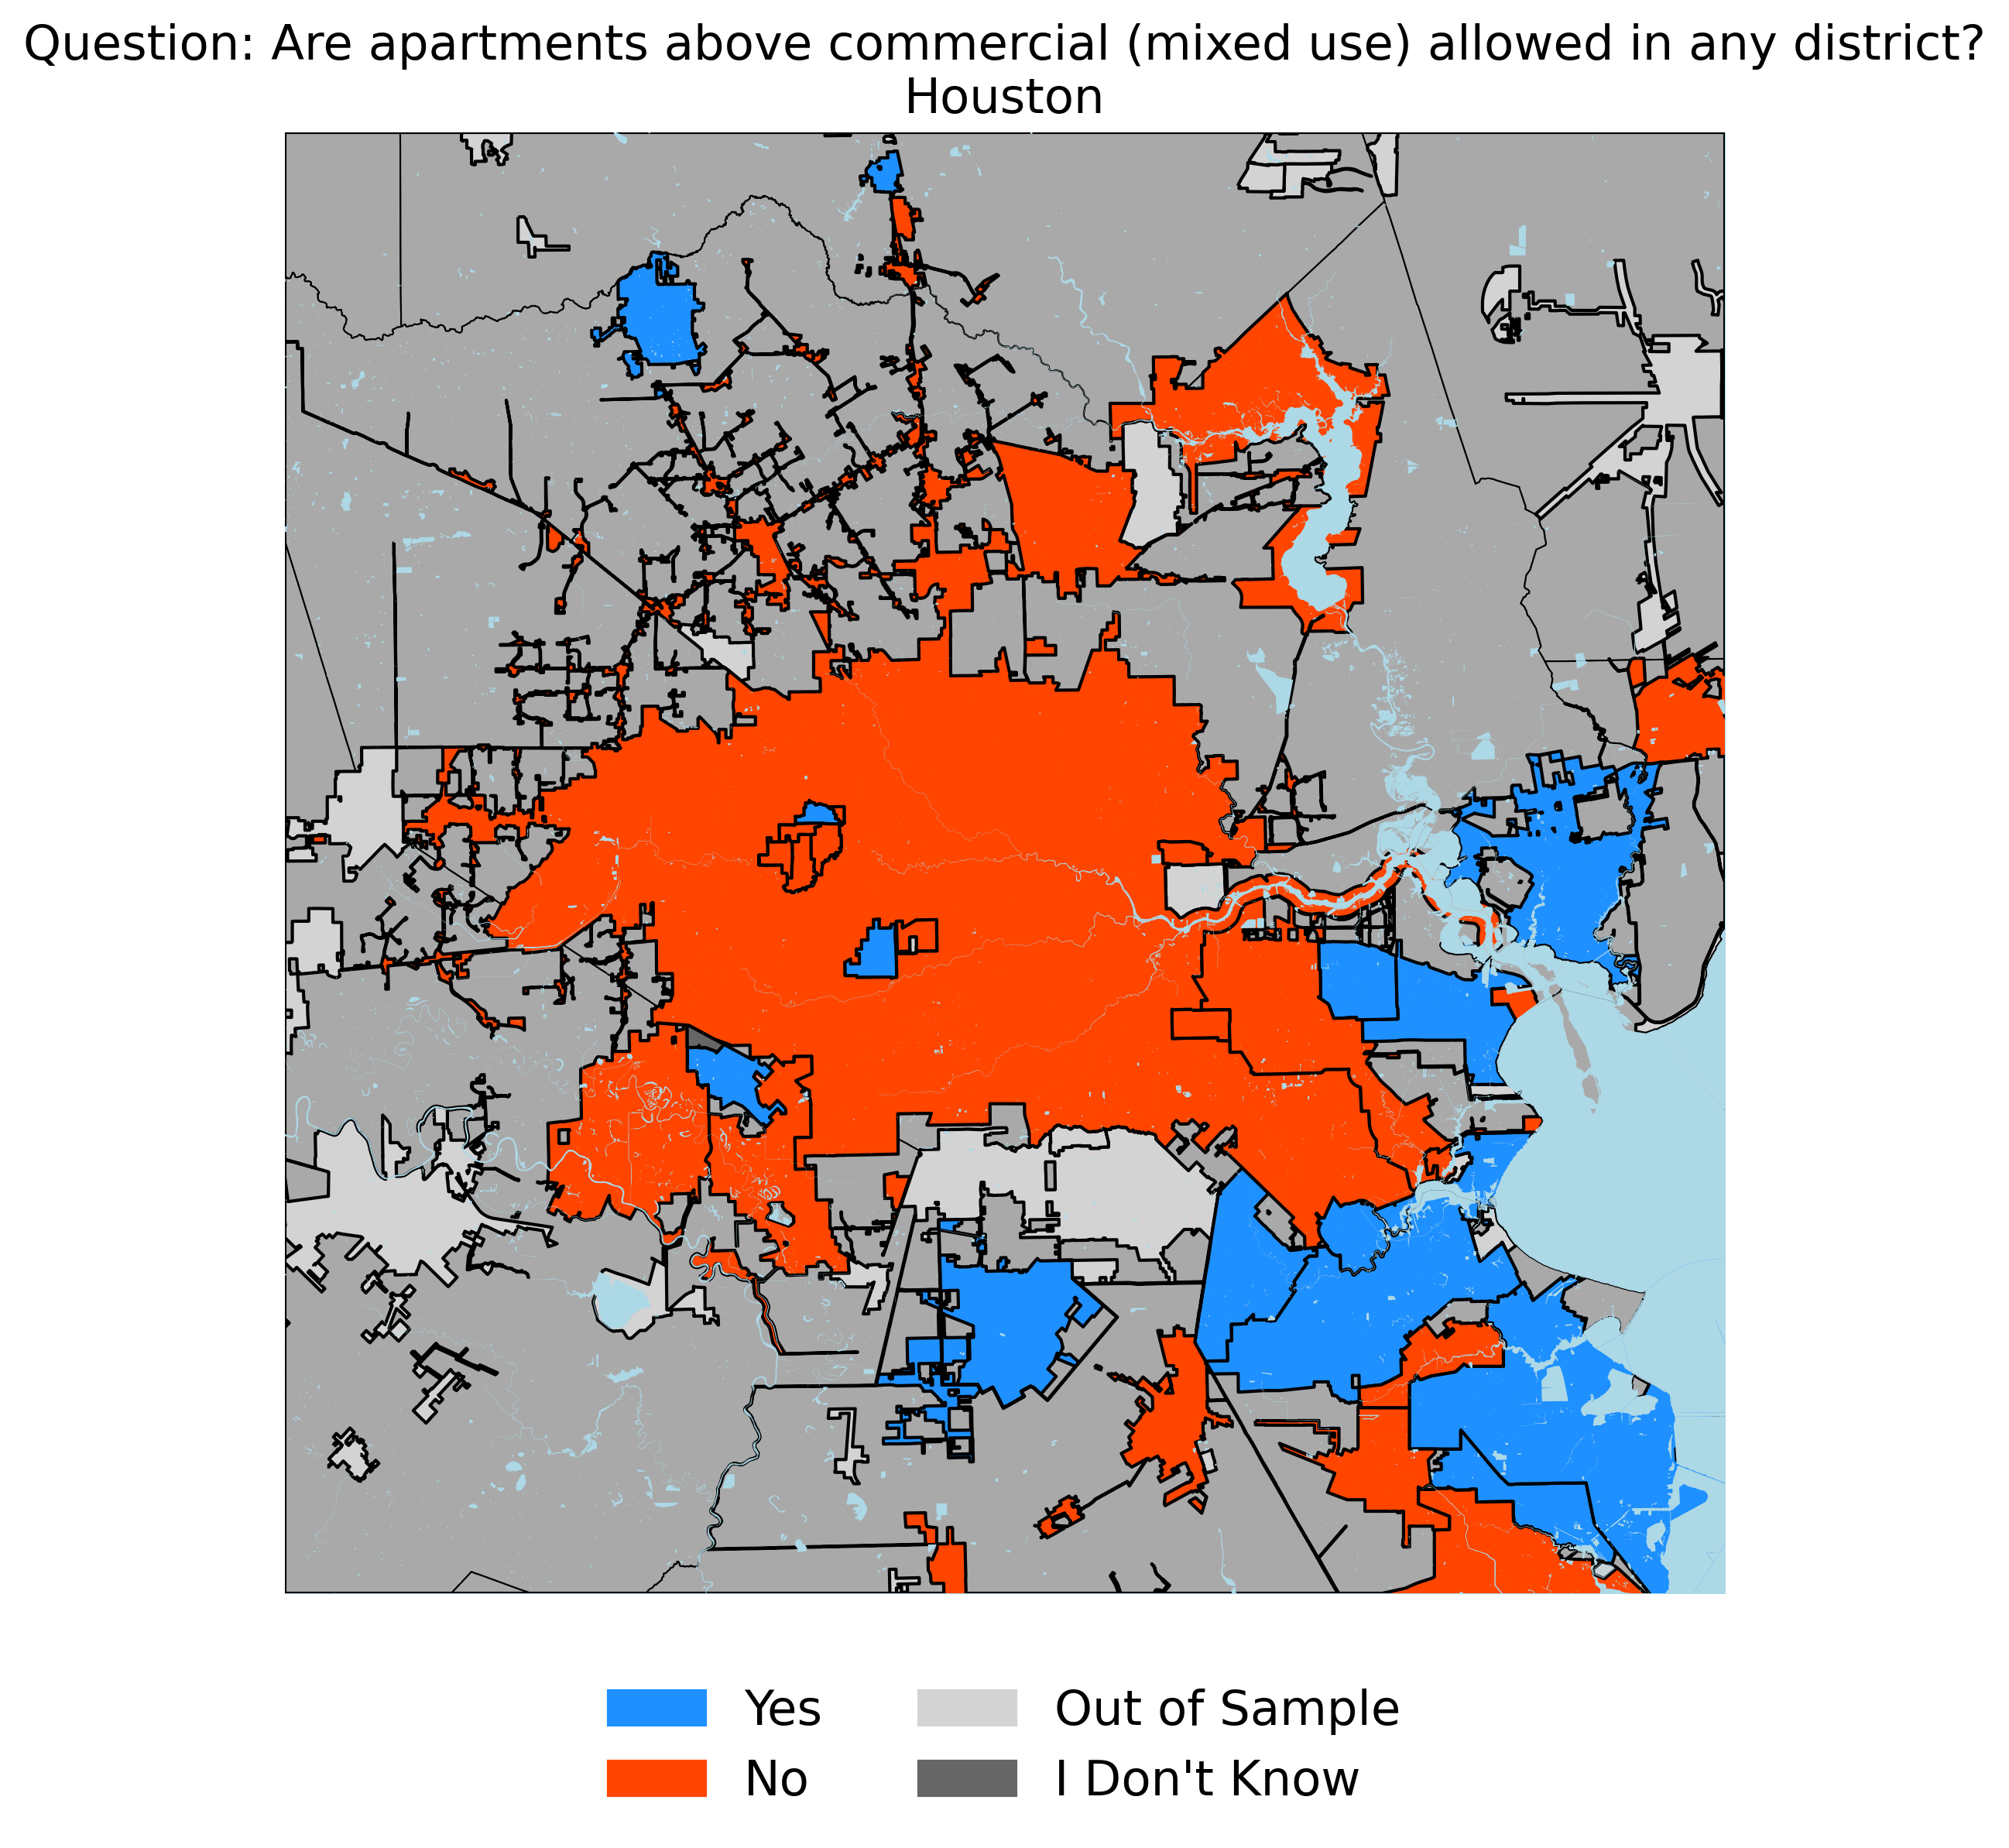 Question: Are apartments above commercial (mixed use) allowed in any district?
Houston
Yes
No
Out of Sample
I Don't Know